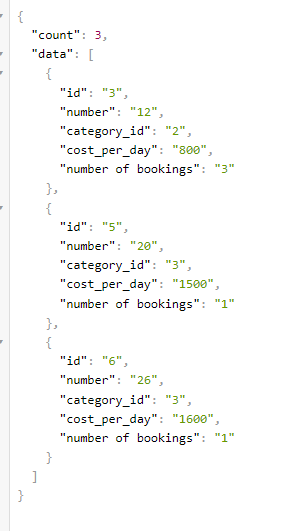 {
"count": 3,
"data": [
{
"id": "3",
"number": "12",
"category_id": "2",
"cost_per_day": "800",
"number of bookings": "3"
},
{
"id": "5",
"number": "20",
"category_id": "3",
"cost_per_day": "1500",
"number of bookings": "1"
},
{
"id": "6",
"number": "26",
"category_id": "3",
"cost_per_day": "1600",
"number of bookings": "1"
}
]
}